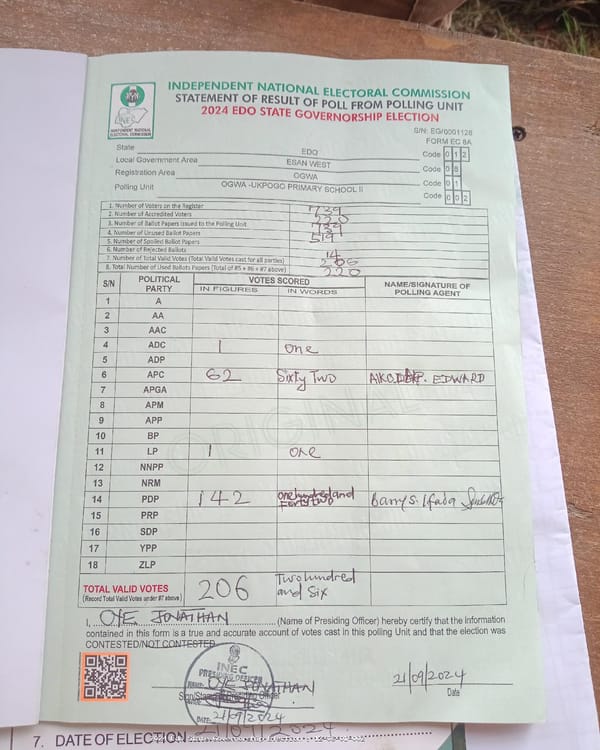 INDEPENDENT NATIONAL ELECTORAL COMMISSION
STATEMENT OF RESULT OF POLL FROM POLLING UNIT
2024 EDO STATE GOVERNORSHIP ELECTION
INEC
INDEPENDENT NATIONAL ELECTORAL COMMISSION
S/N: EG/0001128
FORM EC 8A
State EDO Code 0 1 2
Local Government Area ESAN WEST Code 0 8
Registration Area OGWA Code 0 1
Polling Unit OGWA -UKPOGO PRIMARY SCHOOL II Code 0 0 2
1. Number of Voters on the Register 739
2. Number of Accredited Voters 220
3. Number of Ballot Papers Issued to the Polling Unit 739
4. Number of Unused Ballot Papers 519
5. Number of Spoiled Ballot Papers
6. Number of Rejected Ballots 14
7. Number of Total Valid Votes (Total Valid Votes cast for all parties) 206
8. Total Number of Used Ballots Papers (Total of #5 + #6 + #7 above) 220
S/N POLITICAL PARTY VOTES SCORED NAME/SIGNATURE OF POLLING AGENT
IN FIGURES IN WORDS
1 A
2 AA
3 AAC
4 ADC 1 one
5 ADP
6 APC 62 Sixty Two EDWARD
7 APGA
8 APM
9 APP
10 BP
11 LP 1 one
12 NNPP
13 NRM
14 PDP 142 one hundred and Forty two Barry S.
15 PRP
16 SDP
17 YPP
18 ZLP
TOTAL VALID VOTES 206 Two hundred and Six
(Record Total Valid Votes under #7 above)
I, OYE JONATHAN (Name of Presiding Officer) hereby certify that the information
contained in this form is a true and accurate account of votes cast in this polling Unit and that the election was
CONTESTED/NOT CONTESTED
INEC
PRESIDING OFFICER
OYE JONATHAN
DATE: 21/09/2024
21/09/2024
Date
7. DATE OF ELECTION 21/09/2024